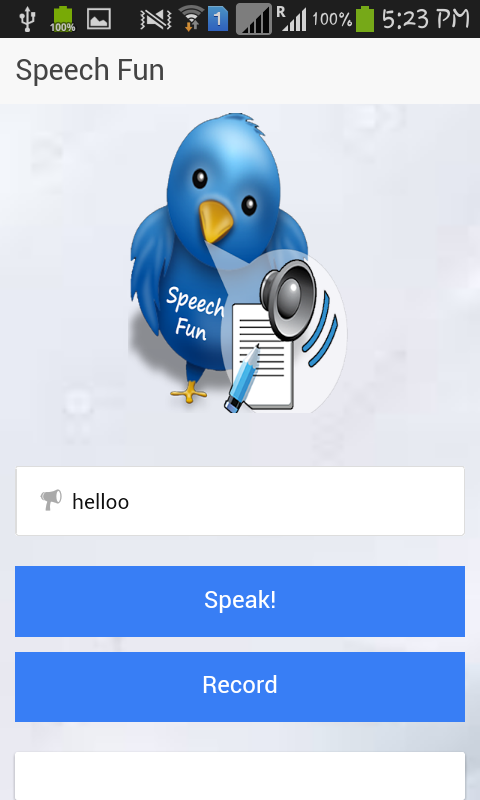 100%
1
R
100%
5:23 PM
Speech Fun
Speech
Fun
helloo
Speak!
Record